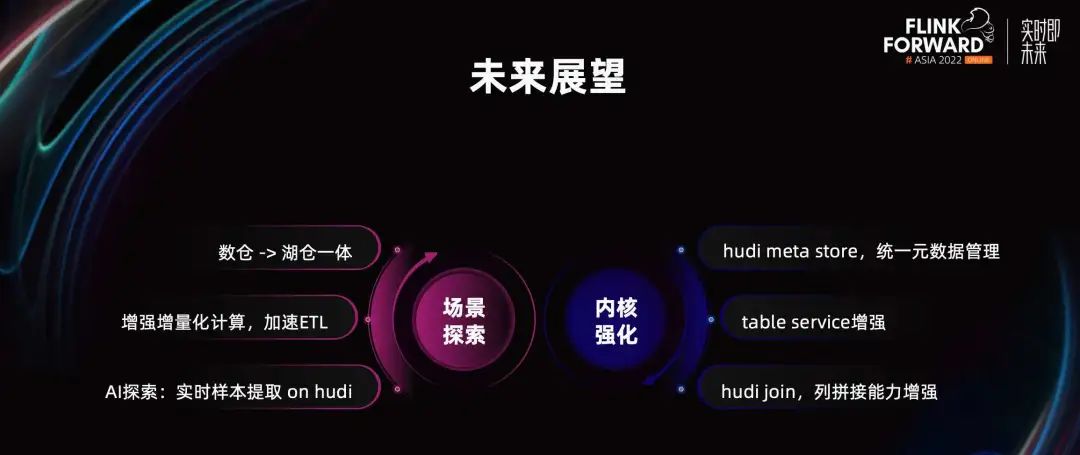 FLINK
FORWARD
# ASIA 2022 ONLINE
实时即
未来
未来展望
数仓 -> 湖仓一体
增强增量化计算，加速ETL
AI探索：实时样本提取 on hudi
场景
探索
内核
强化
hudi meta store，统一元数据管理
table service增强
hudi join，列拼接能力增强